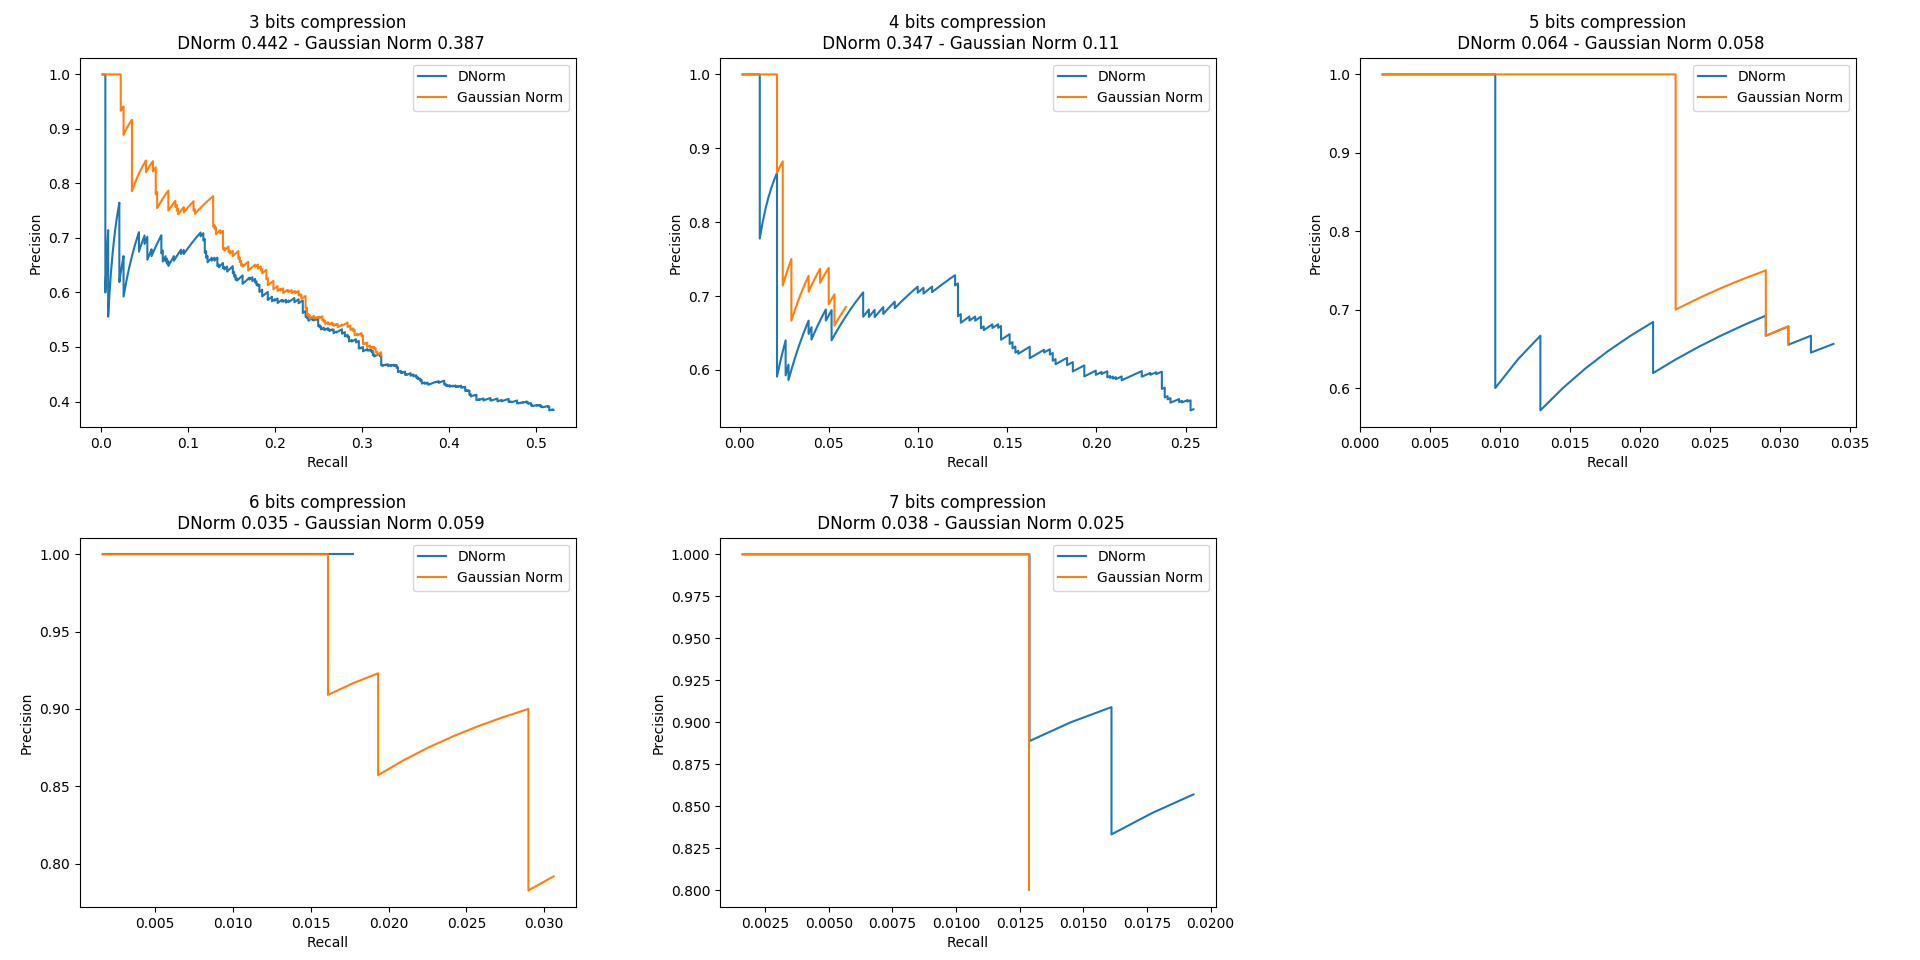 3 bits compression
DNorm 0.442 - Gaussian Norm 0.387
1.0
0.9
0.8
0.7
0.6
0.5
0.4
Precision
DNorm
Gaussian Norm
0.0 0.1 0.2 0.3 0.4 0.5
Recall
4 bits compression
DNorm 0.347 - Gaussian Norm 0.11
1.0
0.9
0.8
0.7
0.6
Precision
DNorm
Gaussian Norm
0.00 0.05 0.10 0.15 0.20 0.25
Recall
5 bits compression
DNorm 0.064 - Gaussian Norm 0.058
1.0
0.9
0.8
0.7
0.6
Precision
DNorm
Gaussian Norm
0.000 0.005 0.010 0.015 0.020 0.025 0.030 0.035
Recall
6 bits compression
DNorm 0.035 - Gaussian Norm 0.059
1.00
0.95
0.90
0.85
0.80
Precision
DNorm
Gaussian Norm
0.005 0.010 0.015 0.020 0.025 0.030
Recall
7 bits compression
DNorm 0.038 - Gaussian Norm 0.025
1.000
0.975
0.950
0.925
0.900
0.875
0.850
0.825
0.800
Precision
DNorm
Gaussian Norm
0.0025 0.0050 0.0075 0.0100 0.0125 0.0150 0.0175 0.0200
Recall